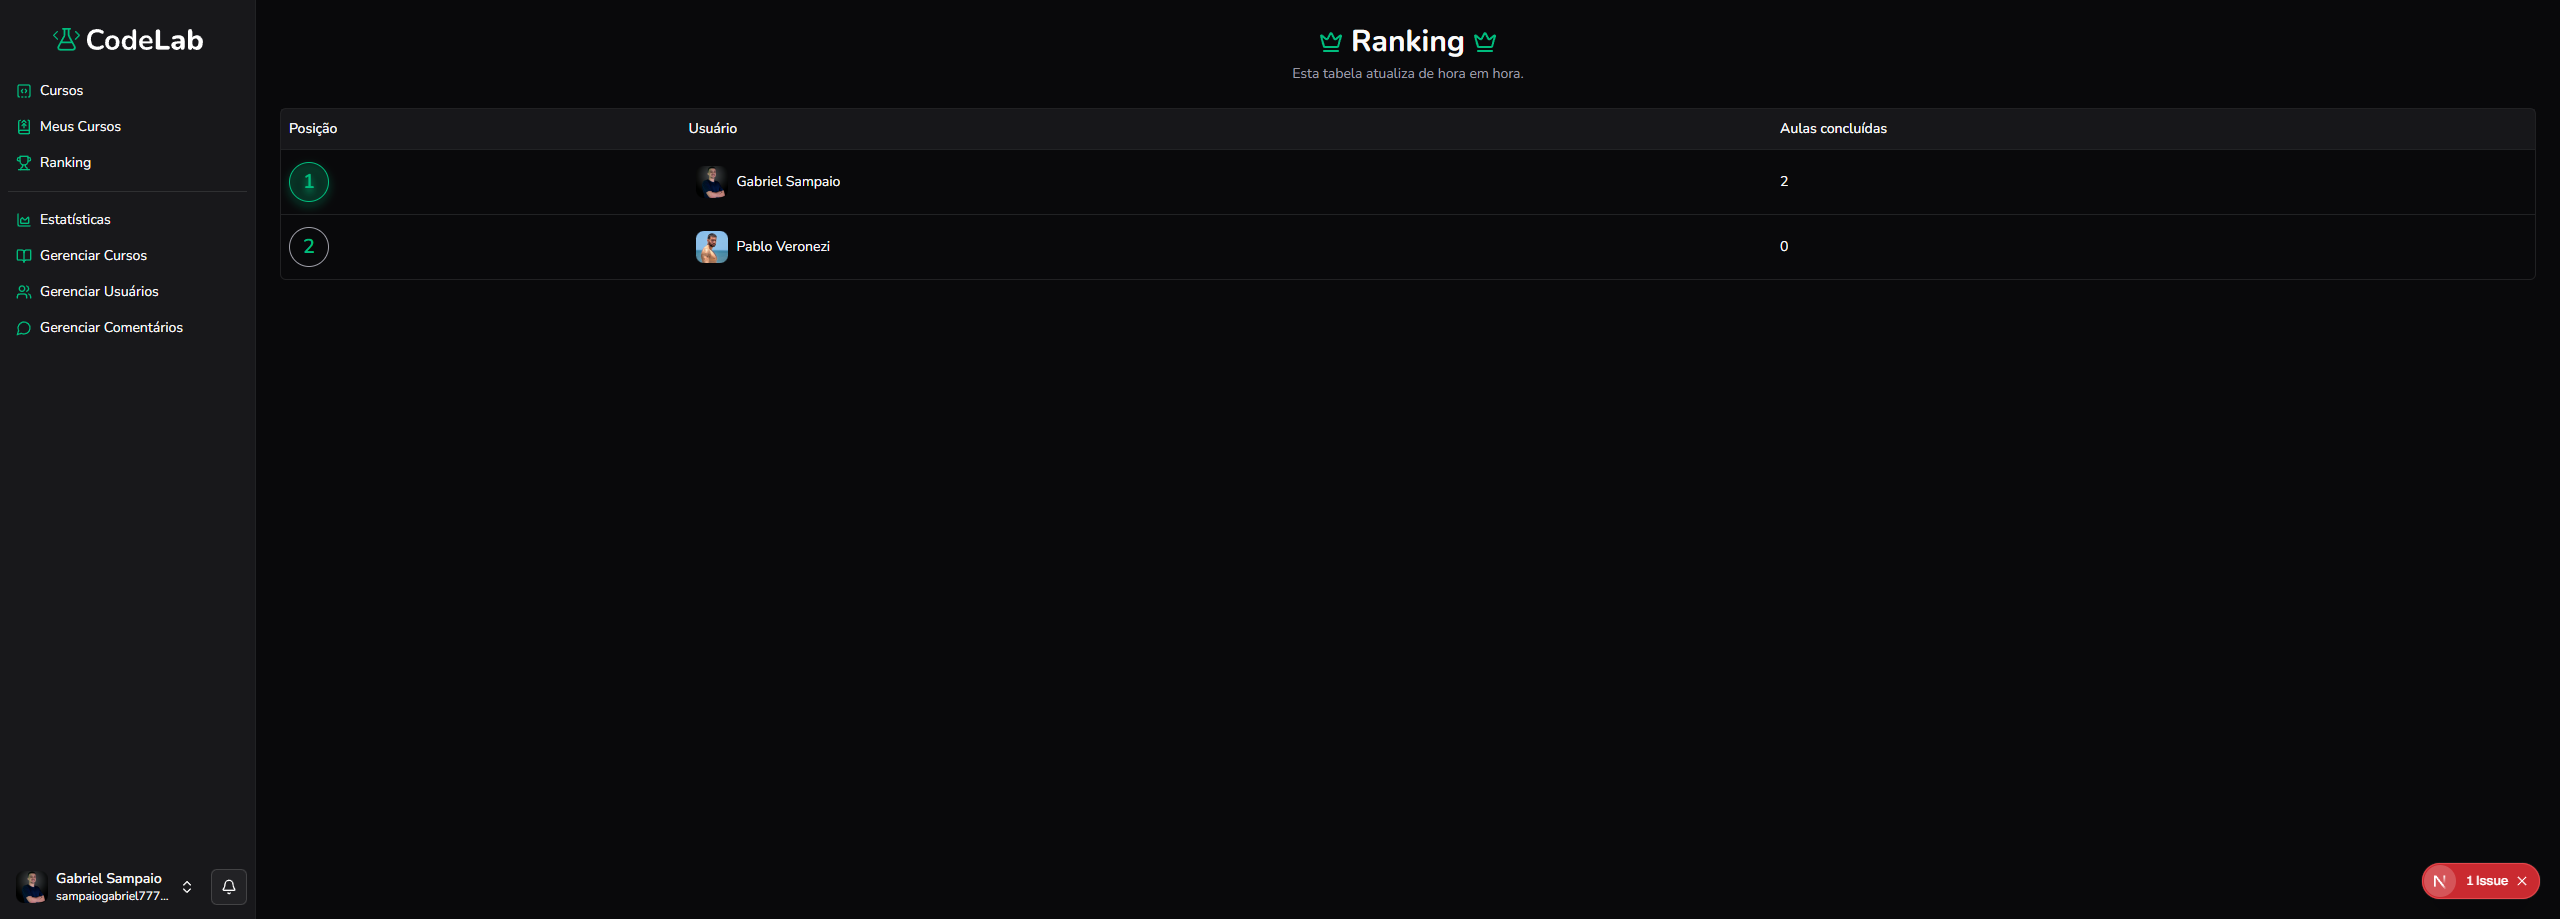 CodeLab
Cursos
Meus Cursos
Ranking
Estatísticas
Gerenciar Cursos
Gerenciar Usuários
Gerenciar Comentários
Gabriel Sampaio
sampaiogabriel777...
Ranking
Esta tabela atualiza de hora em hora.
Posição Usuário Aulas concluídas
1 Gabriel Sampaio 2
2 Pablo Veronezi 0
N 1 Issue